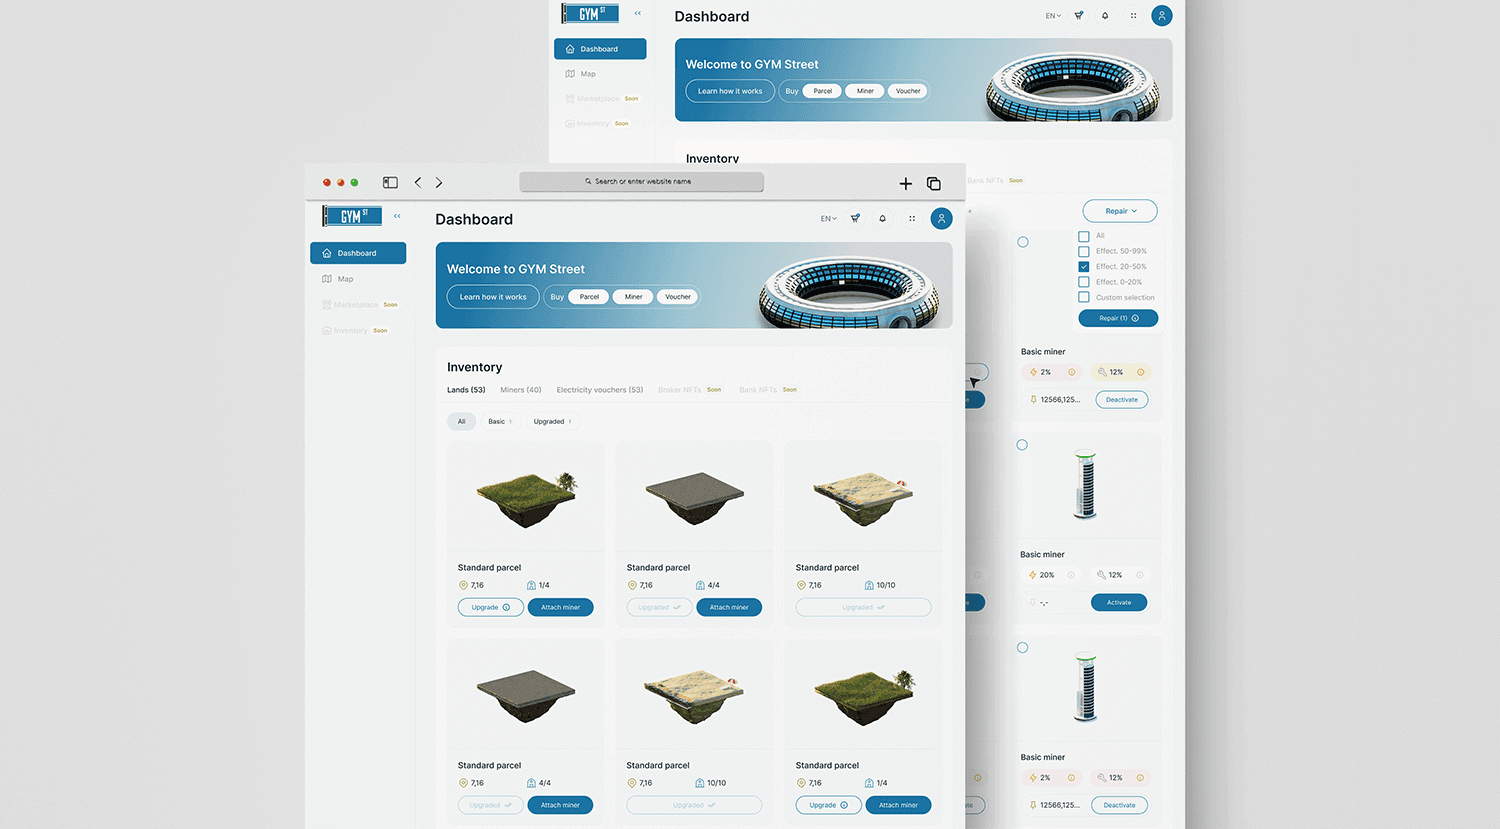 GYM ST
Dashboard
EN
Dashboard
Map
Marketplace Soon
Inventory Soon
Welcome to GYM Street
Learn how it works
Buy Parcel Miner Voucher
Inventory
Bank NFTs Soon
Repair
All
Effect. 50-99%
Effect. 20-50%
Effect. 0-20%
Custom selection
Repair (1)
Basic miner
2% 12%
12566,125...
Deactivate
Basic miner
20% 12%
-,-
Activate
Basic miner
2% 12%
12566,125...
Deactivate
Search or enter website name
GYM ST
Dashboard
EN
Dashboard
Map
Marketplace Soon
Inventory Soon
Welcome to GYM Street
Learn how it works
Buy Parcel Miner Voucher
Inventory
Lands (53) Miners (40) Electricity vouchers (53) Broker NFTs Soon Bank NFTs Soon
All Basic 1 Upgraded 1
Standard parcel Standard parcel Standard parcel
7,16 1/4 7,16 4/4 7,16 10/10
Upgrade Attach miner Upgraded Attach miner Upgraded
Standard parcel Standard parcel Standard parcel
7,16 4/4 7,16 10/10 7,16 1/4
Upgraded Attach miner Upgraded Upgrade Attach miner